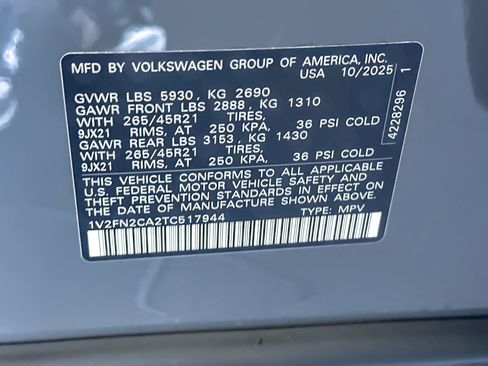 MFD BY VOLKSWAGEN GROUP OF AMERICA, INC.
USA 10/2025
GVWR LBS 5930 , KG 2690
GAWR FRONT LBS 2888 , KG 1310
WITH 265/45R21 TIRES,
9JX21 RIMS, AT 250 KPA, 36 PSI COLD
GAWR REAR LBS 3153 , KG 1430
WITH 265/45R21 TIRES,
9JX21 RIMS, AT 250 KPA, 36 PSI COLD
THIS VEHICLE CONFORMS TO ALL APPLICABLE
U.S. FEDERAL MOTOR VEHICLE SAFETY AND
THEFT PREVENTION STANDARDS IN EFFECT ON
THE DATE OF MANUFACTURE SHOWN ABOVE.
1V2FN2CA2TC517944 TYPE: MPV
4228296 1